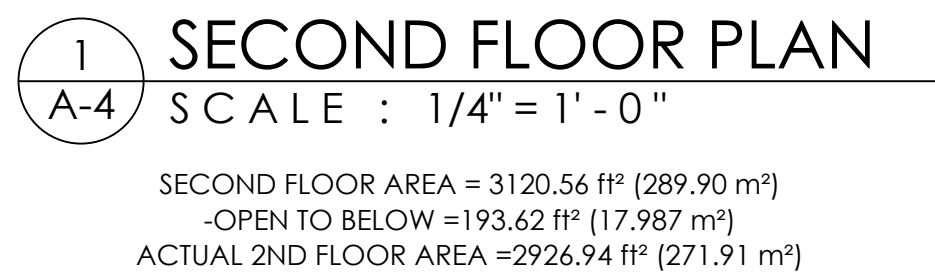 1
SECOND FLOOR PLAN
A-4
SCALE : 1/4" = 1' - 0 "
SECOND FLOOR AREA = 3120.56 ft² (289.90 m²)
-OPEN TO BELOW =193.62 ft² (17.987 m²)
ACTUAL 2ND FLOOR AREA =2926.94 ft² (271.91 m²)